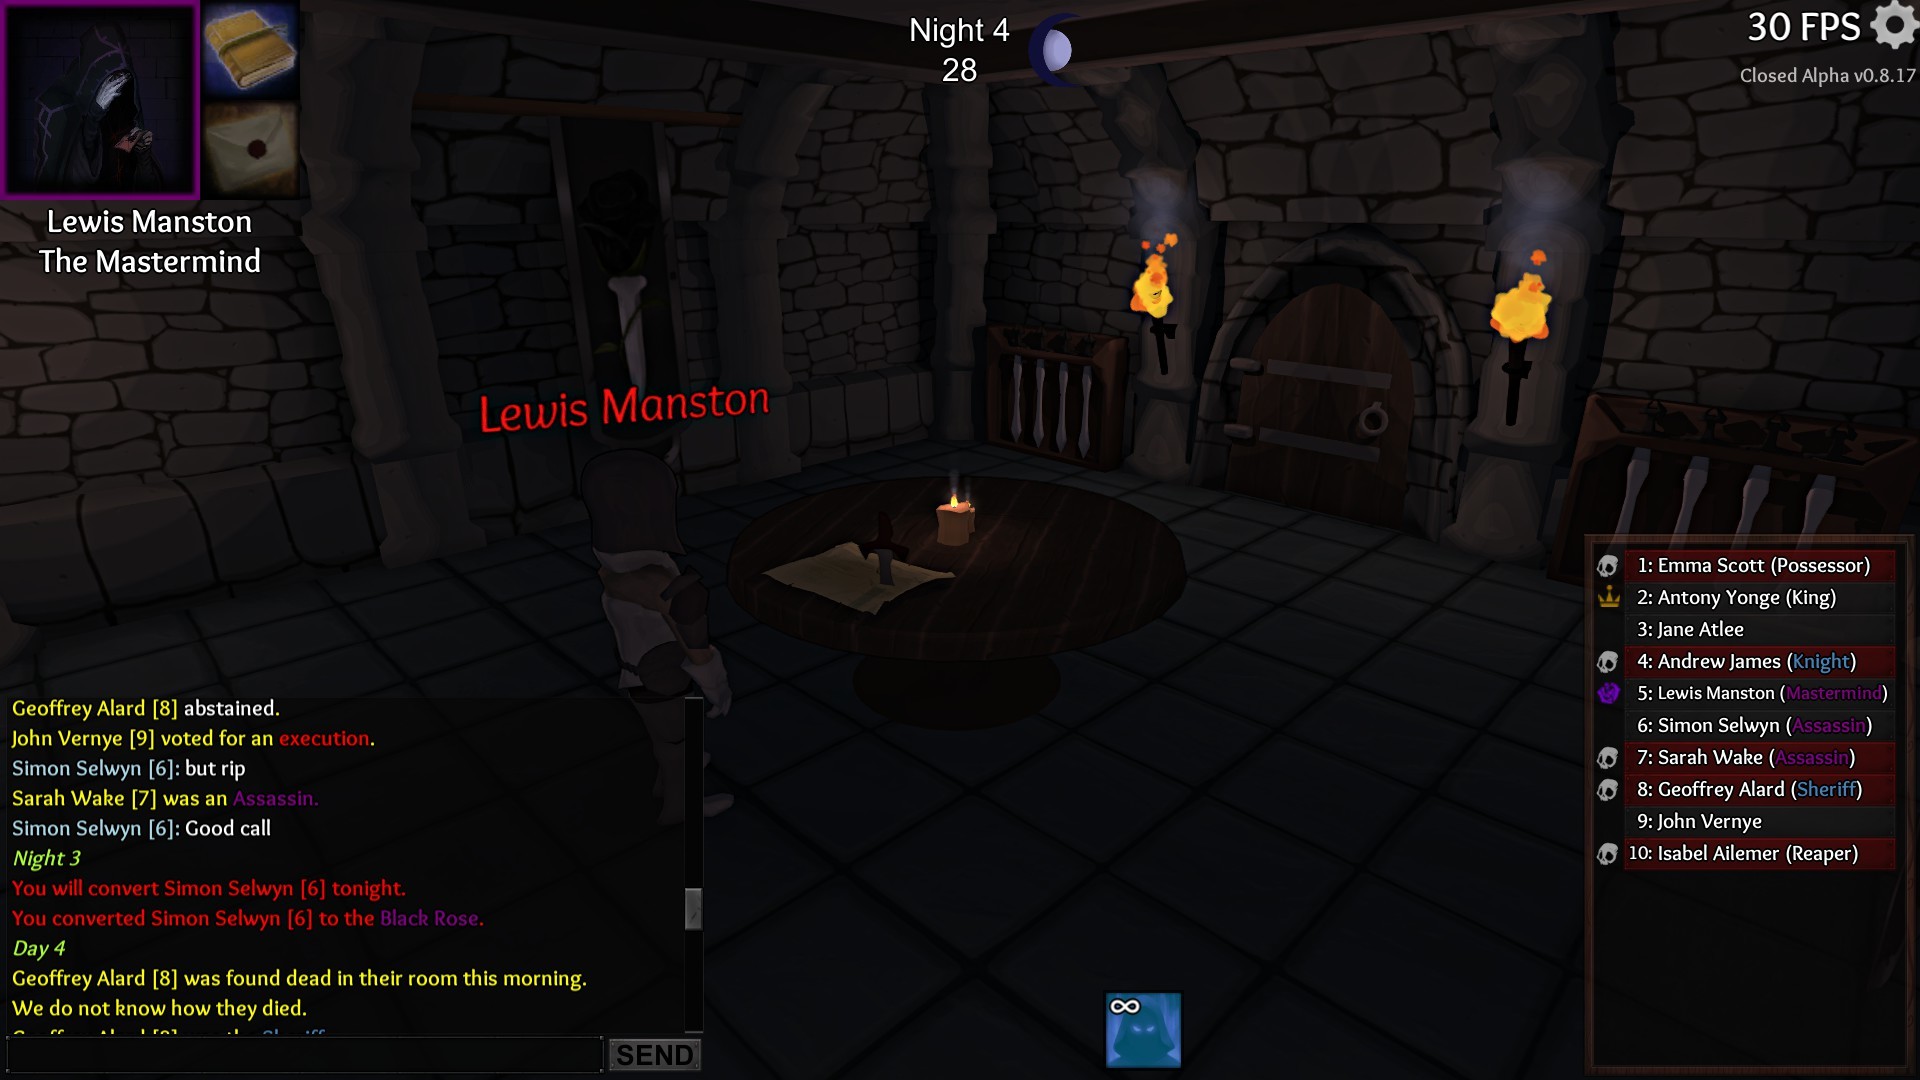 Night 4
28
30 FPS
Closed Alpha v0.8.17
Lewis Manston
The Mastermind
Lewis Manston
1: Emma Scott (Possessor)
2: Antony Yonge (King)
3: Jane Atlee
4: Andrew James (Knight)
5: Lewis Manston (Mastermind)
6: Simon Selwyn (Assassin)
7: Sarah Wake (Assassin)
8: Geoffrey Alard (Sheriff)
9: John Vernye
10: Isabel Ailemer (Reaper)
Geoffrey Alard [8] abstained.
John Vernye [9] voted for an execution.
Simon Selwyn [6]: but rip
Sarah Wake [7] was an Assassin.
Simon Selwyn [6]: Good call
Night 3
You will convert Simon Selwyn [6] tonight.
You converted Simon Selwyn [6] to the Black Rose.
Day 4
Geoffrey Alard [8] was found dead in their room this morning.
We do not know how they died.
∞
SEND